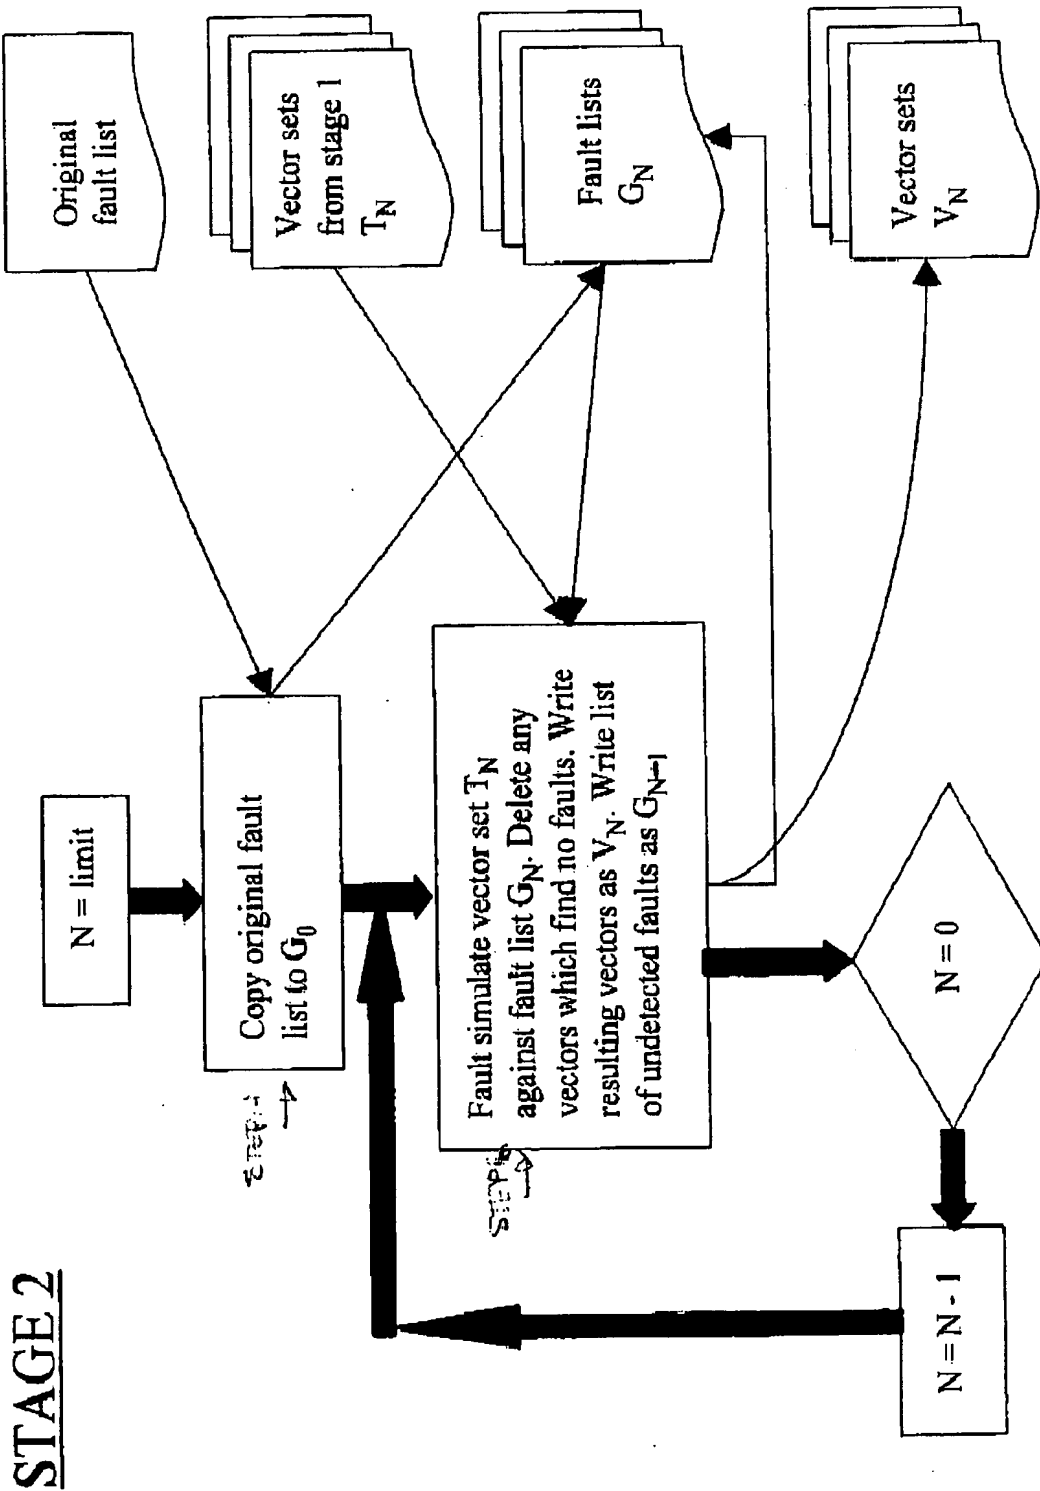 STAGE 2
N = limit
Copy original fault
list to G0
Fault simulate vector set TN
against fault list GN. Delete any
vectors which find no faults. Write
resulting vectors as VN. Write list
of undetected faults as GN-1
N = 0
N = N - 1
Original
fault list
Vector sets
from stage 1
TN
Fault lists
GN
Vector sets
VN